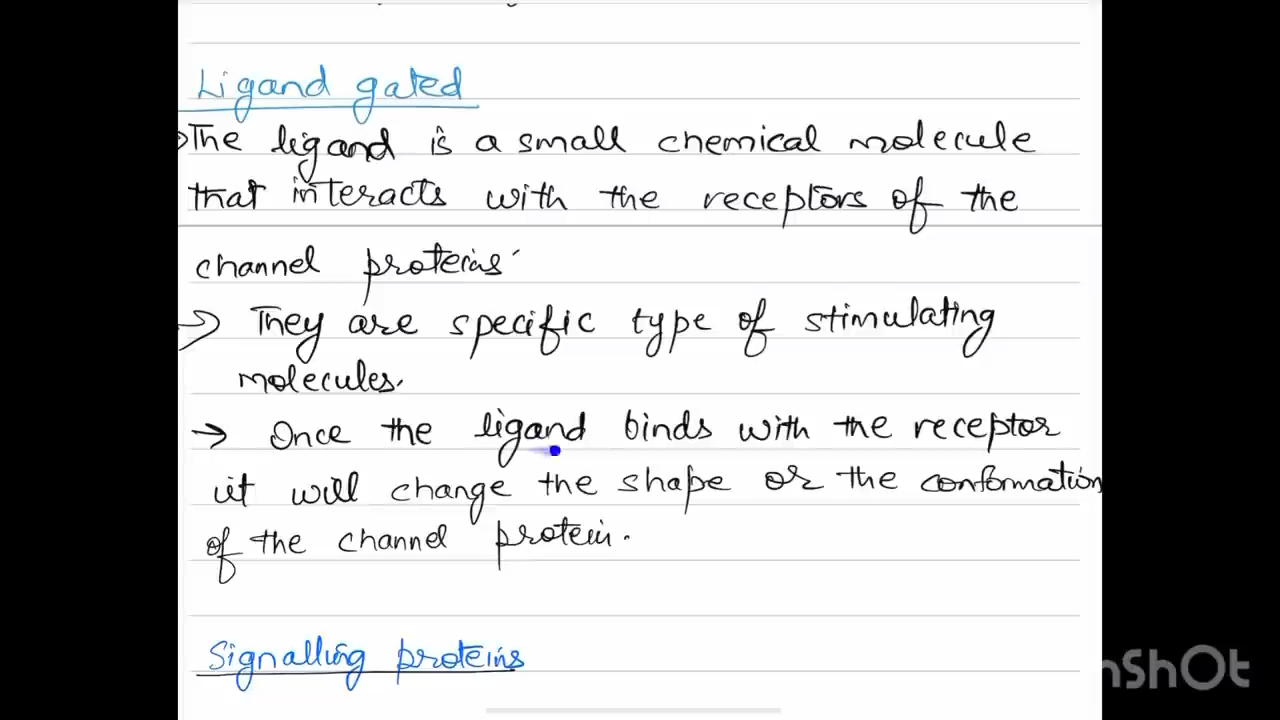 Ligand gated
→ The ligand is a small chemical molecule
that interacts with the receptors of the
channel proteins.
→ They are specific type of stimulating
molecules.
→ Once the ligand binds with the receptor
it will change the shape or the conformation
of the channel protein.
Signalling proteins